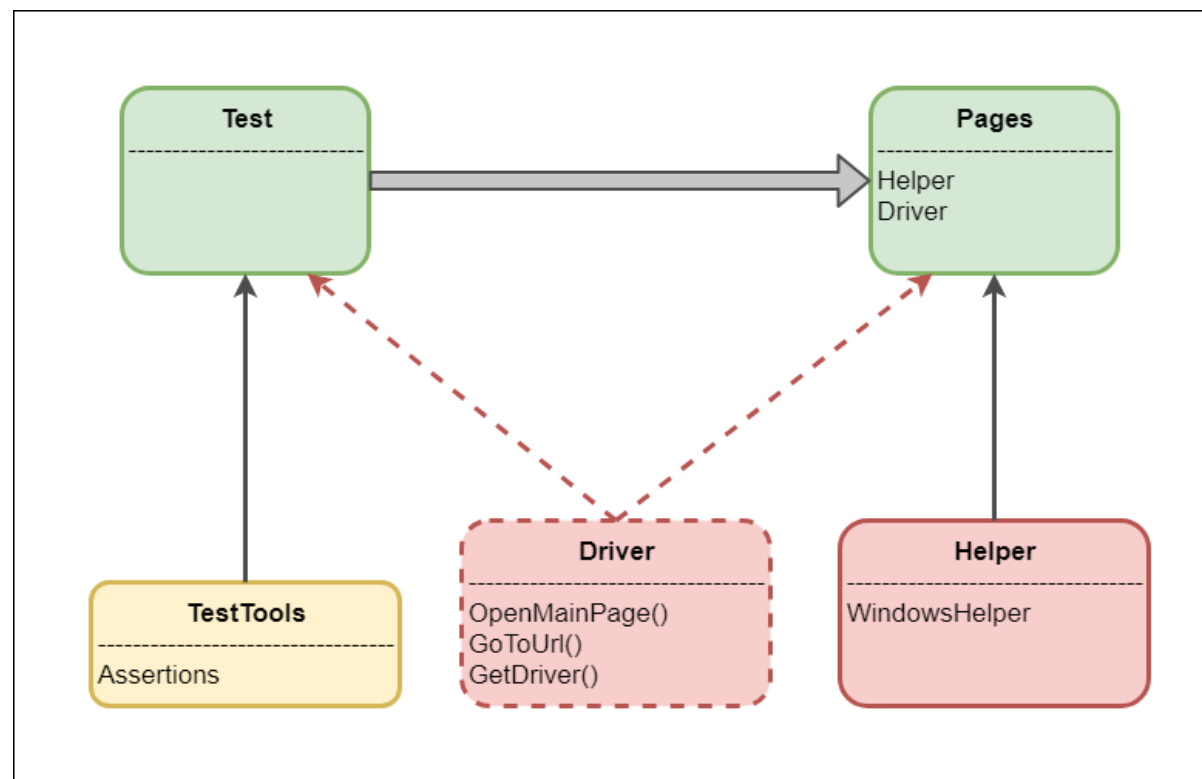 Test
Pages
Helper
Driver
TestTools
Assertions
Driver
OpenMainPage()
GoToUrl()
GetDriver()
Helper
WindowsHelper